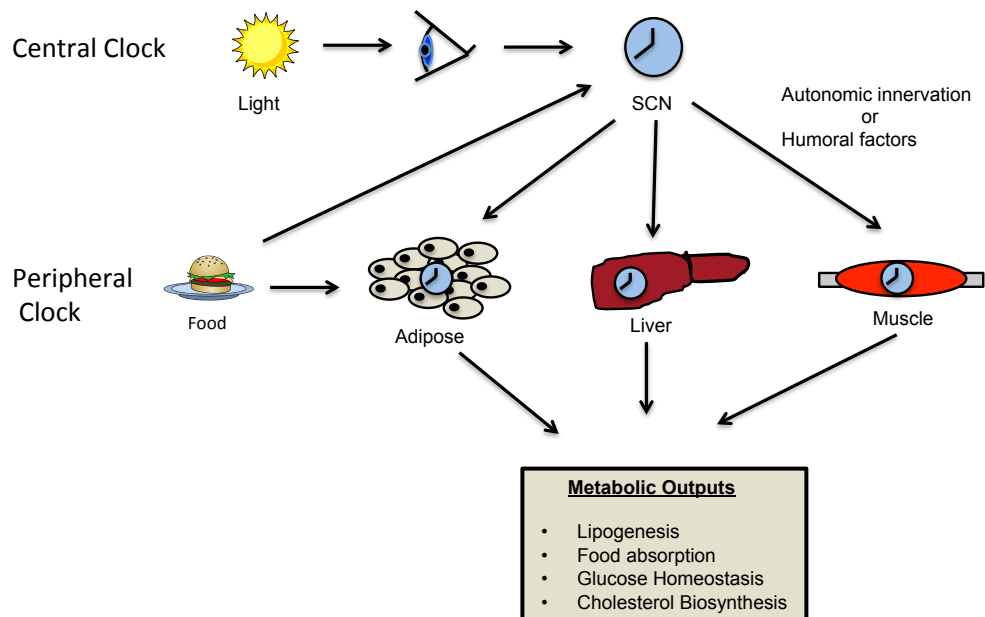 Central Clock
Light
SCN
Autonomic innervation
or
Humoral factors
Peripheral
Clock
Food
Adipose
Liver
Muscle
Metabolic Outputs
• Lipogenesis
• Food absorption
• Glucose Homeostasis
• Cholesterol Biosynthesis